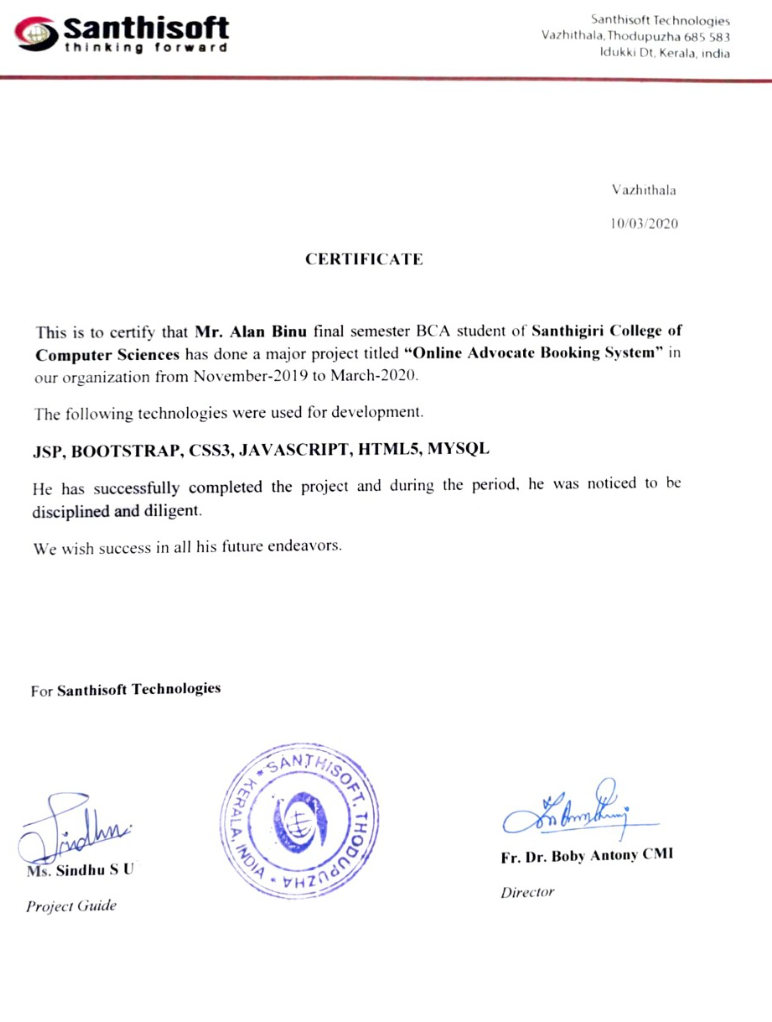 Santhisoft
thinking forward
Santhisoft Technologies
Vazhithala, Thodupuzha 685 583
Idukki Dt, Kerala, india
Vazhithala
10/03/2020
CERTIFICATE
This is to certify that Mr. Alan Binu final semester BCA student of Santhigiri College of
Computer Sciences has done a major project titled “Online Advocate Booking System” in
our organization from November-2019 to March-2020.
The following technologies were used for development.
JSP, BOOTSTRAP, CSS3, JAVASCRIPT, HTML5, MYSQL
He has successfully completed the project and during the period, he was noticed to be
disciplined and diligent.
We wish success in all his future endeavors.
For Santhisoft Technologies
SANTHISOFT, THODUPUZHA * KERALA, INDIA *
Sindhu
Ms. Sindhu S U
Project Guide
Fr. Dr. Boby Antony CMI
Director